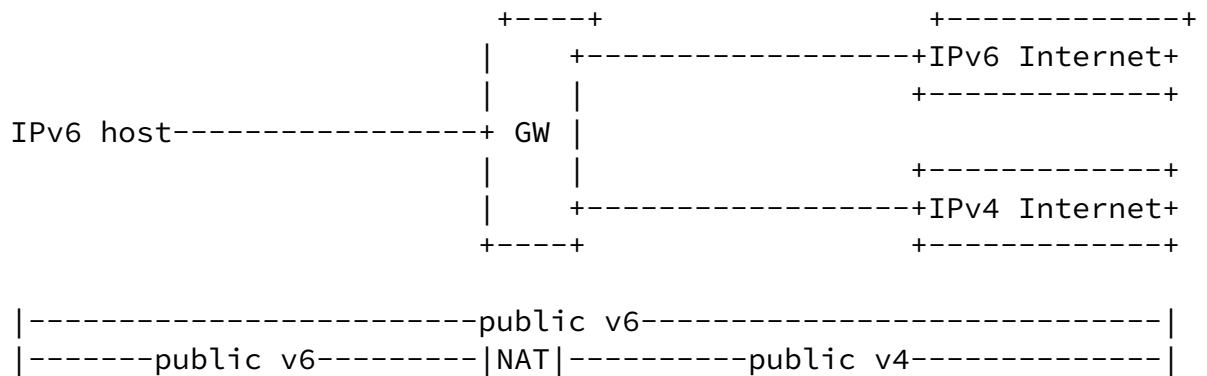 +----+                      +-------------+
                               |     +------------------+IPv6 Internet+
                               |     |                  +-------------+
IPv6 host-----------------+ GW |
                               |     |                  +-------------+
                               |     +------------------+IPv4 Internet+
                               +----+                   +-------------+

|------------------------public v6-----------------------------|
|-------public v6---------|NAT|----------public v4--------------|